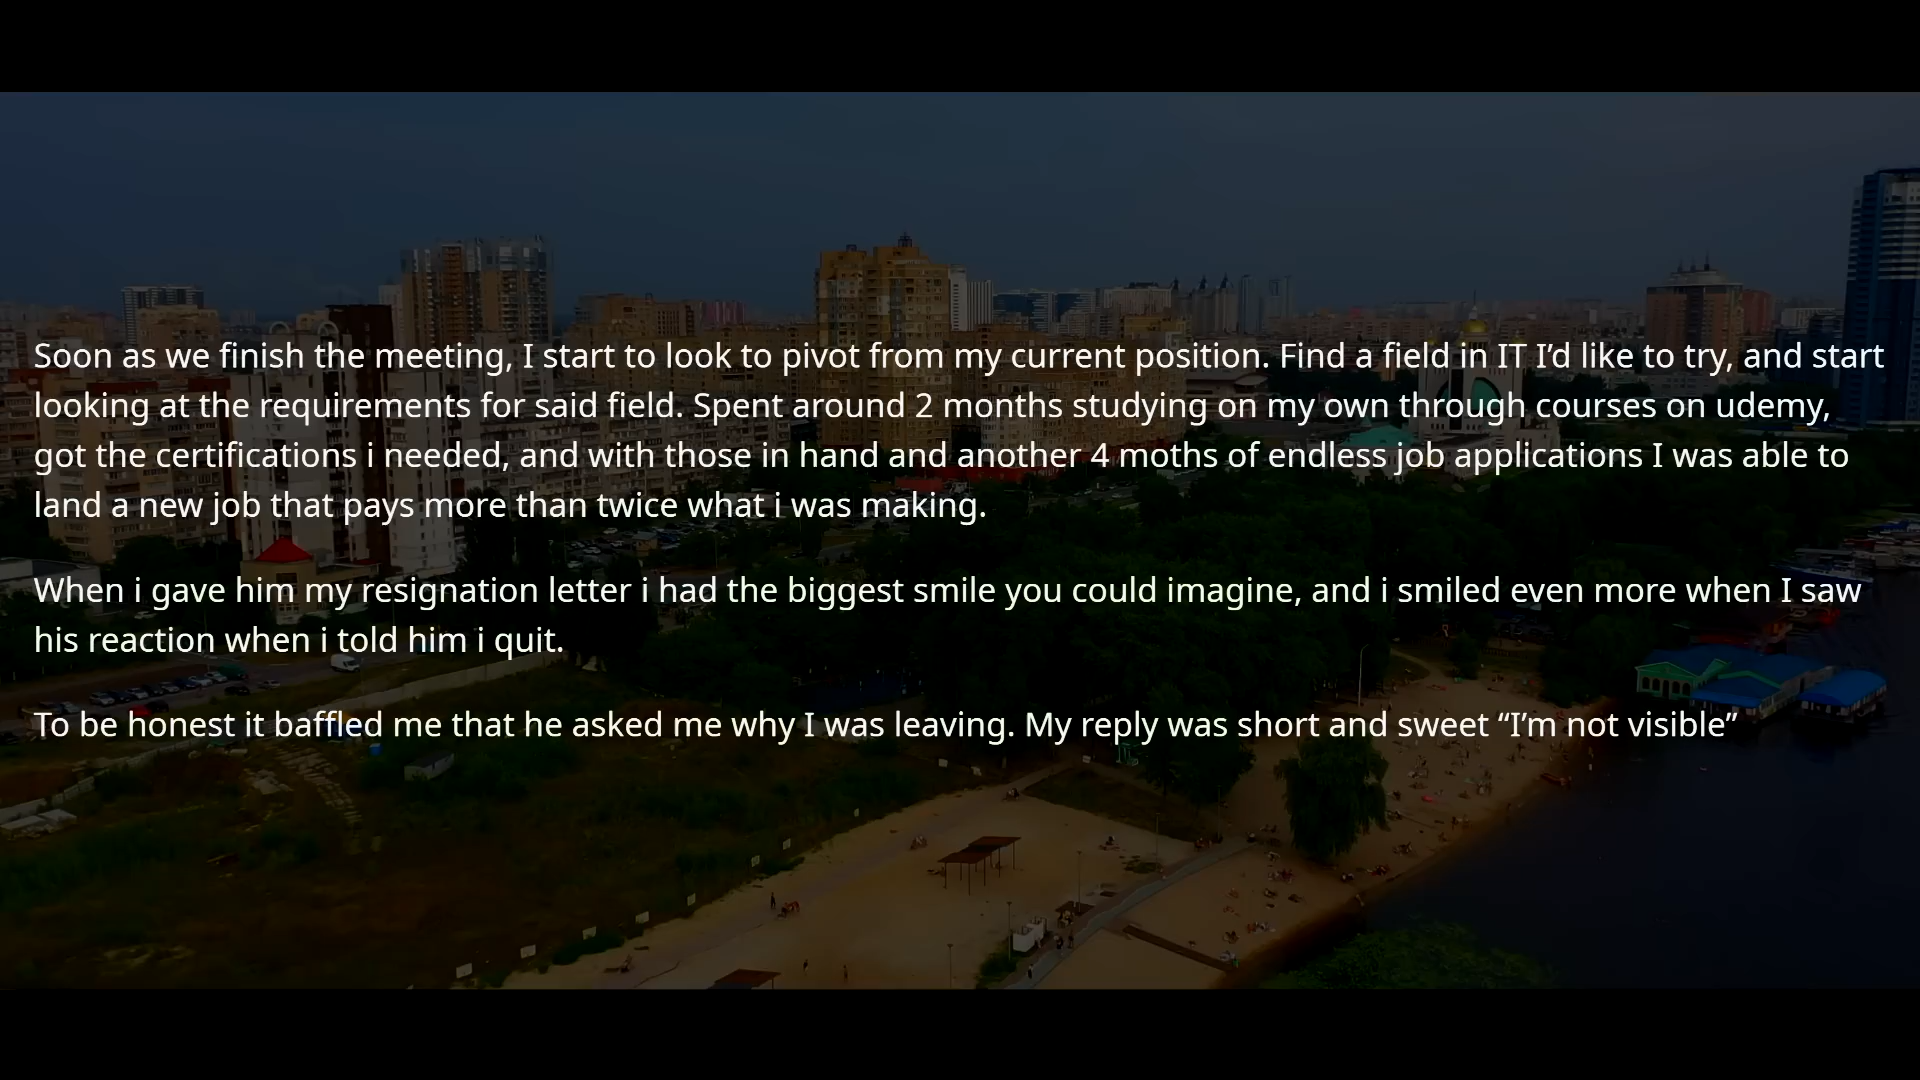 Soon as we finish the meeting, I start to look to pivot from my current position. Find a field in IT I’d like to try, and start
looking at the requirements for said field. Spent around 2 months studying on my own through courses on udemy,
got the certifications i needed, and with those in hand and another 4 moths of endless job applications I was able to
land a new job that pays more than twice what i was making.
When i gave him my resignation letter i had the biggest smile you could imagine, and i smiled even more when I saw
his reaction when i told him i quit.
To be honest it baffled me that he asked me why I was leaving. My reply was short and sweet “I’m not visible”